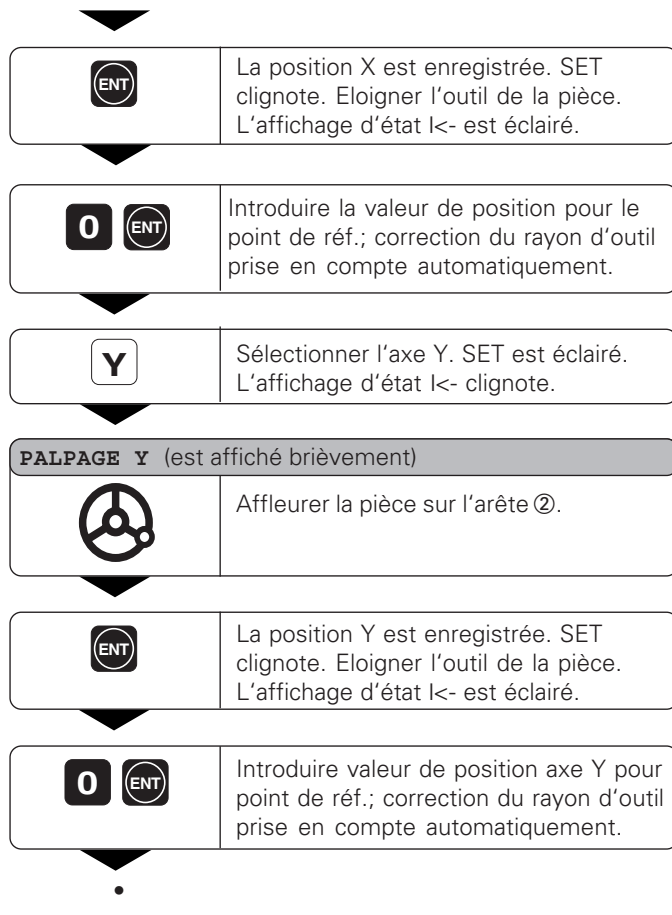 ENT
La position X est enregistrée. SET
clignote. Eloigner l‘outil de la pièce.
L‘affichage d‘état I<- est éclairé.
0 ENT
Introduire la valeur de position pour le
point de réf.; correction du rayon d‘outil
prise en compte automatiquement.
Y
Sélectionner l‘axe Y. SET est éclairé.
L‘affichage d‘état I<- clignote.
PALPAGE Y (est affiché brièvement)
Affleurer la pièce sur l‘arête ②.
ENT
La position Y est enregistrée. SET
clignote. Eloigner l‘outil de la pièce.
L‘affichage d‘état I<- est éclairé.
0 ENT
Introduire valeur de position axe Y pour
point de réf.; correction du rayon d‘outil
prise en compte automatiquement.